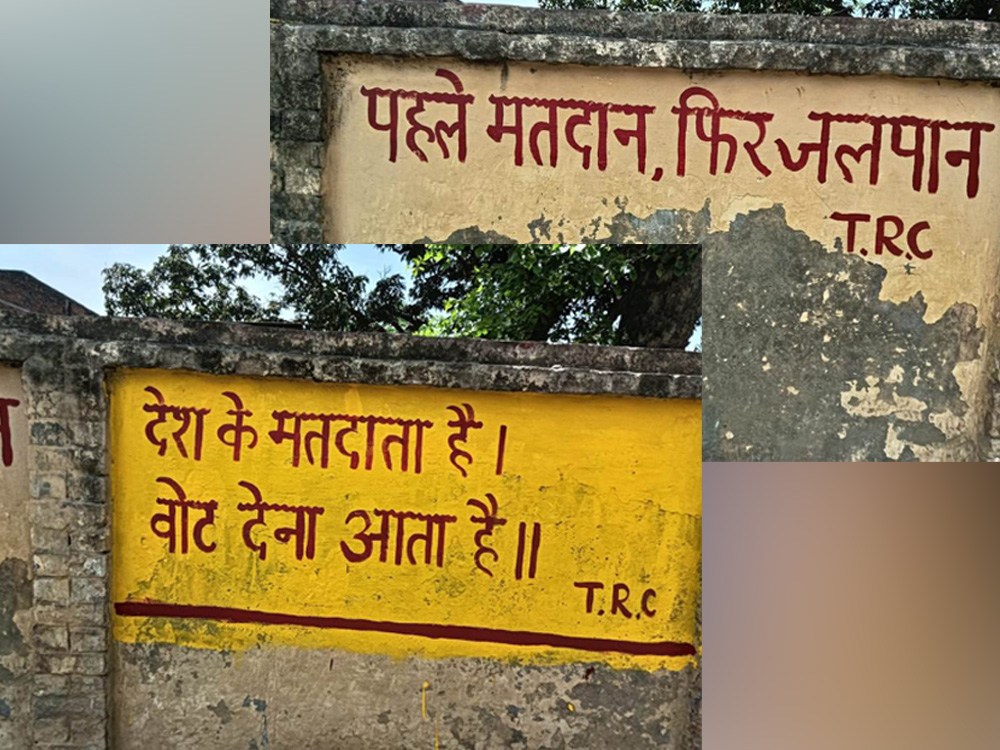 पहले मतदान, फिर जलपान
T.R.C
देश के मतदाता है।
वोट देना आता है॥
T.R.C